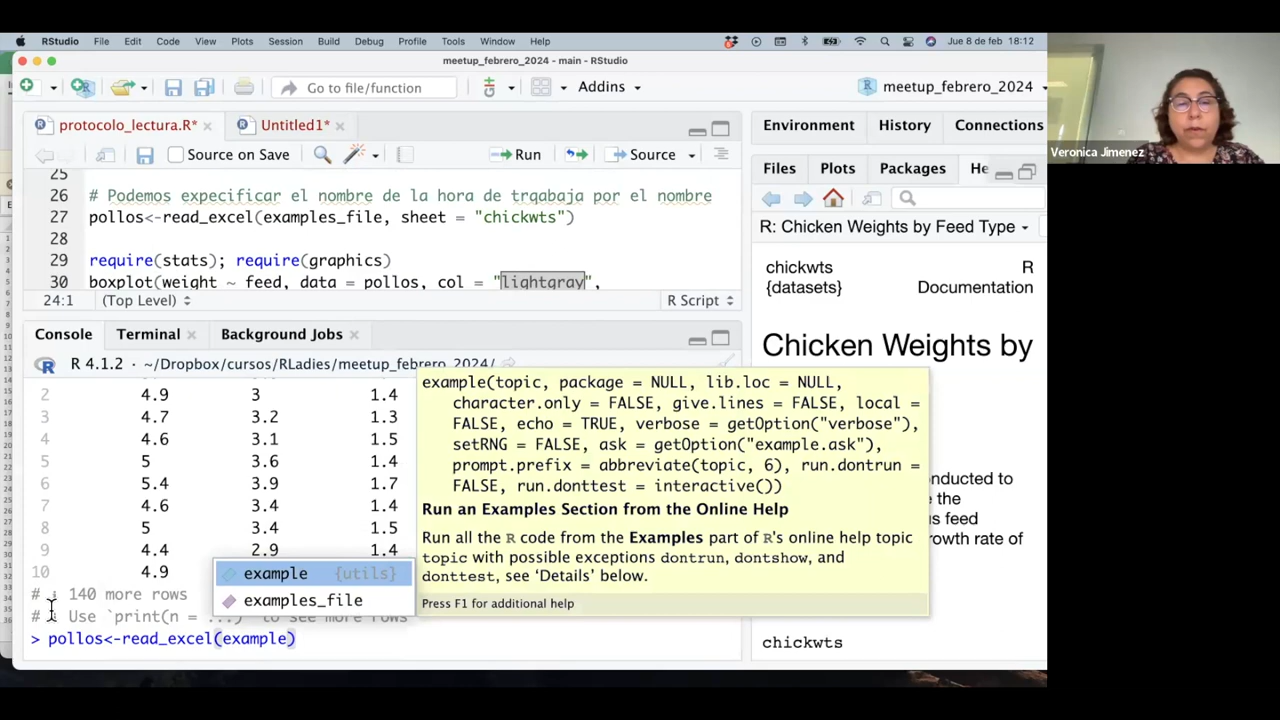 RStudio File Edit Code View Plots Session Build Debug Profile Tools Window Help Jue 8 de feb 18:12
meetup_febrero_2024 - main - RStudio
Go to file/function Addins meetup_febrero_2024
protocolo_lectura.R* Untitled1*
Source on Save Run Source
25
26 # Podemos expecificar el nombre de la hora de trqabaja por el nombre
27 pollos<-read_excel(examples_file, sheet = "chickwts")
28
29 require(stats); require(graphics)
30 boxplot(weight ~ feed, data = pollos, col = "lightgray",
24:1 (Top Level) R Script
Console Terminal Background Jobs
R 4.1.2 · ~/Dropbox/cursos/RLadies/meetup_febrero_2024/
2 4.9 3 1.4
3 4.7 3.2 1.3
4 4.6 3.1 1.5
5 5 3.6 1.4
6 5.4 3.9 1.7
7 4.6 3.4 1.4
8 5 3.4 1.5
9 4.4 2.9 1.4
10 4.9
# 140 more rows
# Use `print(n = ...)` to see more rows
> pollos<-read_excel(example)
example {utils}
examples_file
example(topic, package = NULL, lib.loc = NULL,
character.only = FALSE, give.lines = FALSE, local =
FALSE, echo = TRUE, verbose = getOption("verbose"),
setRNG = FALSE, ask = getOption("example.ask"),
prompt.prefix = abbreviate(topic, 6), run.dontrun =
FALSE, run.donttest = interactive())
Run an Examples Section from the Online Help
Run all the R code from the Examples part of R's online help topic
topic with possible exceptions dontrun, dontshow, and
donttest, see ‘Details’ below.
Press F1 for additional help
Environment History Connections
Files Plots Packages He
R: Chicken Weights by Feed Type
chickwts R
{datasets} Documentation
Chicken Weights by
onducted to
e the
s feed
owth rate of
chickwts
Veronica Jimenez